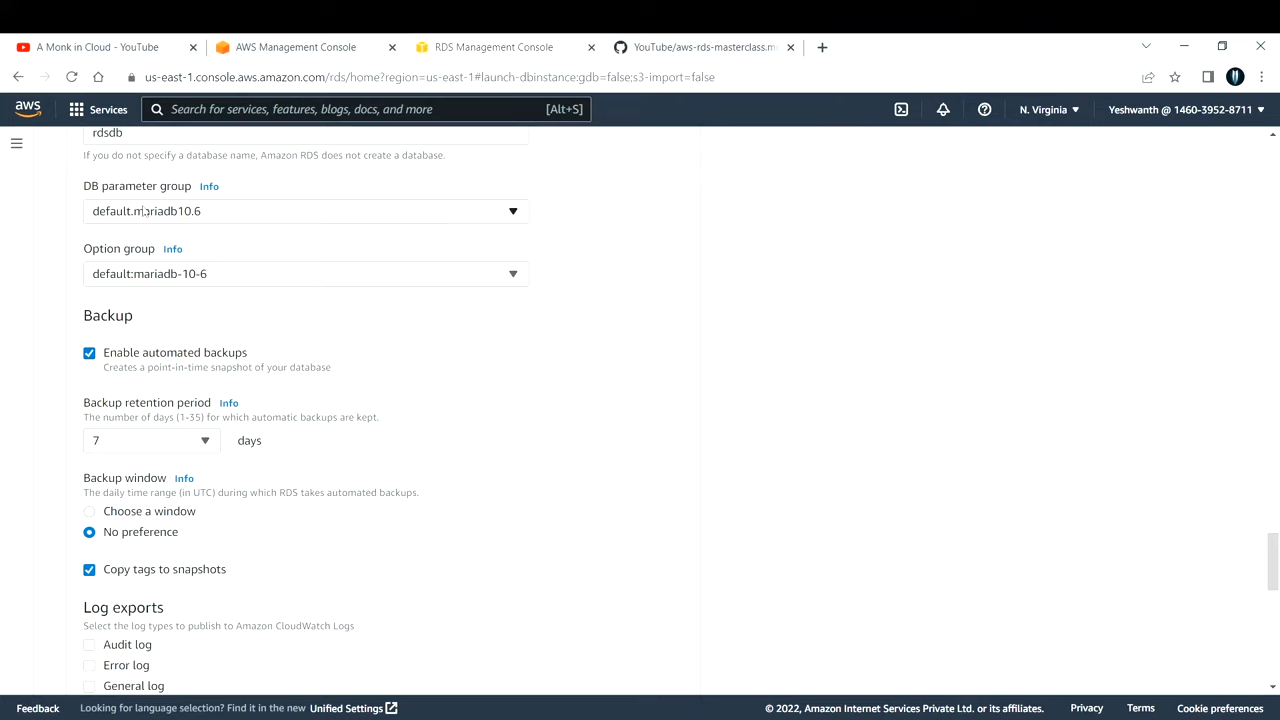 A Monk in Cloud - YouTube
AWS Management Console
RDS Management Console
YouTube/aws-rds-masterclass.m
us-east-1.console.aws.amazon.com/rds/home?region=us-east-1#launch-dbinstance:gdb=false;s3-import=false
aws
Services
Search for services, features, blogs, docs, and more
[Alt+S]
N. Virginia
Yeshwanth @ 1460-3952-8711
rdsdb
If you do not specify a database name, Amazon RDS does not create a database.
DB parameter group Info
default.mariadb10.6
Option group Info
default:mariadb-10-6
Backup
Enable automated backups
Creates a point-in-time snapshot of your database
Backup retention period Info
The number of days (1-35) for which automatic backups are kept.
7 days
Backup window Info
The daily time range (in UTC) during which RDS takes automated backups.
Choose a window
No preference
Copy tags to snapshots
Log exports
Select the log types to publish to Amazon CloudWatch Logs
Audit log
Error log
General log
Feedback
Looking for language selection? Find it in the new Unified Settings
© 2022, Amazon Internet Services Private Ltd. or its affiliates.
Privacy
Terms
Cookie preferences